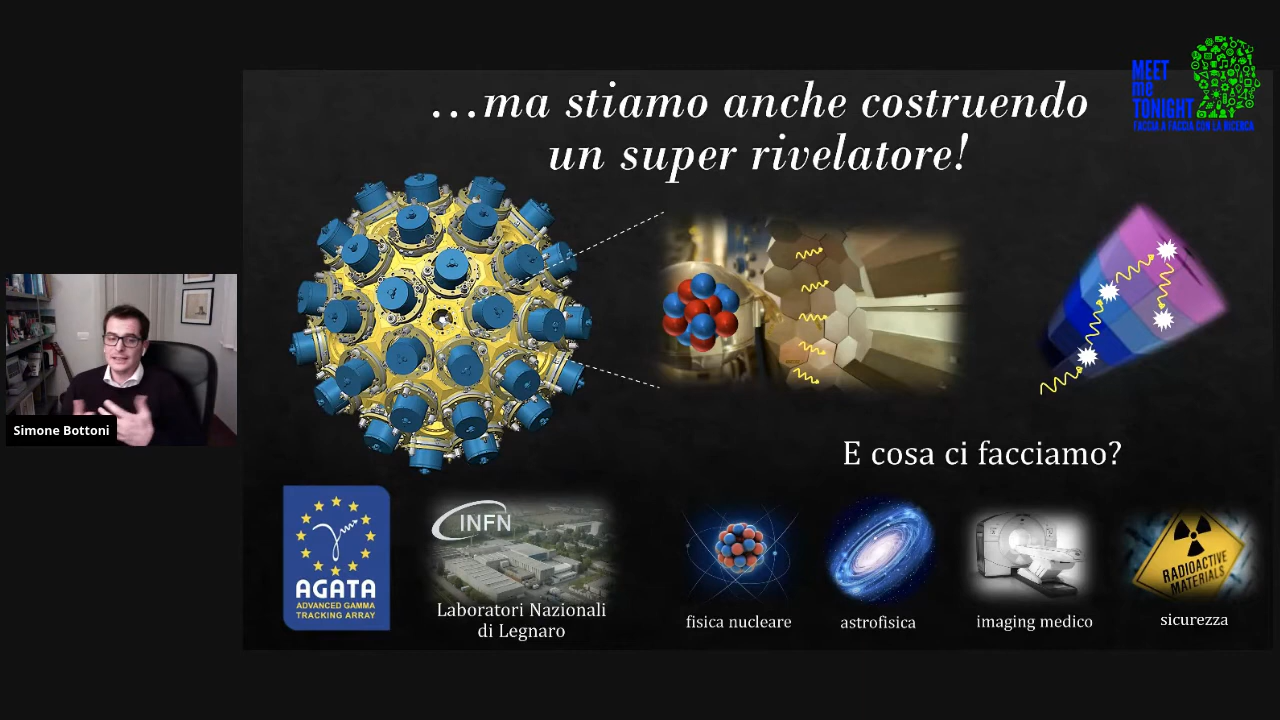 MEET
me
TONIGHT
FACCIA A FACCIA CON LA RICERCA
...ma stiamo anche costruendo
un super rivelatore!
Simone Bottoni
E cosa ci facciamo?
AGATA
ADVANCED GAMMA
TRACKING ARRAY
INFN
Laboratori Nazionali
di Legnaro
fisica nucleare
astrofisica
imaging medico
RADIOACTIVE
MATERIALS
sicurezza